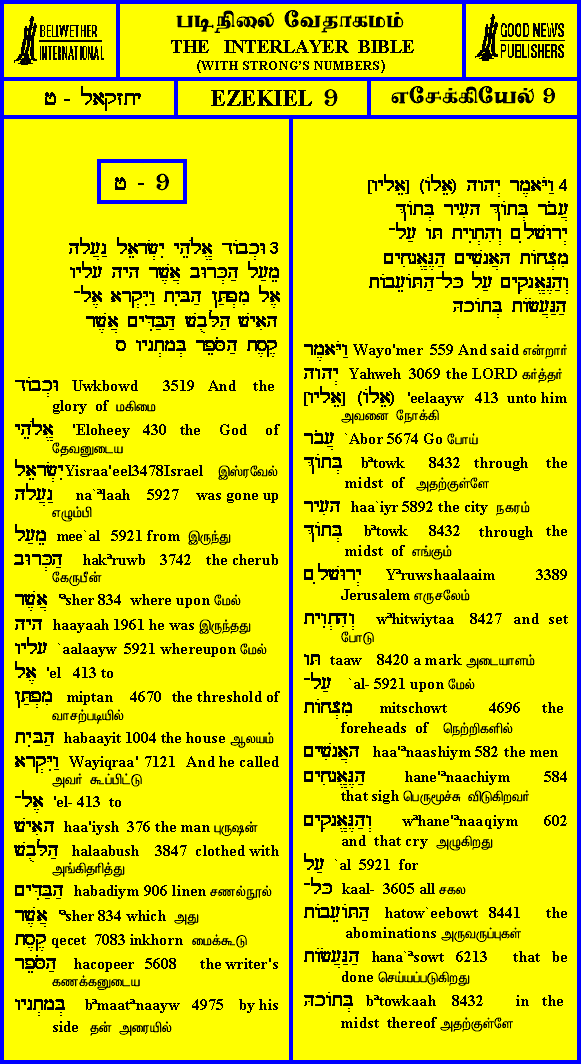 BELLWETHER
INTERNATIONAL
படிநிலை வேதாகமம்
THE INTERLAYER BIBLE
(WITH STRONG'S NUMBERS)
GOOD NEWS
PUBLISHERS
יחזקאל - ט
EZEKIEL 9
எசேக்கியேல் 9
ט - 9
3 וּכְבוֹד אֱלֹהֵי יִשְׂרָאֵל נַעֲלָה
מֵעַל הַכְּרוּב אֲשֶׁר הָיָה עָלָיו
אֶל מִפְתַּן הַבָּיִת וַיִּקְרָא אֶל־
הָאִישׁ הַלָּבֻשׁ הַבַּדִּים אֲשֶׁר
קֶסֶת הַסֹּפֵר בְּמָתְנָיו ס
וּכְבוֹד Uwkbowd 3519 And the
glory of மகிமை
אֱלֹהֵי 'Eloheey 430 the God of
தேவனுடைய
יִשְׂרָאֵל Yisraa'eel3478Israel இஸ்ரவேல்
נַעֲלָה na`ªlaah 5927 was gone up
எழும்பி
מֵעַל mee`al 5921 from இருந்து
הַכְּרוּב hakªruwb 3742 the cherub
கேருபீன்
אֲשֶׁר ªsher 834 where upon மேல்
הָיָה haayaah 1961 he was இருந்தது
עָלָיו `aalaayw 5921 whereupon மேல்
אֶל 'el 413 to
מִפְתַּן miptan 4670 the threshold of
வாசற்படியில்
הַבָּיִת habaayit 1004 the house ஆலயம்
וַיִּקְרָא Wayiqraa' 7121 And he called
அவர் கூப்பிட்டு
אֶל־ 'el- 413 to
הָאִישׁ haa'iysh 376 the man புருஷன்
הַלָּבֻשׁ halaabush 3847 clothed with
அங்கிதரித்து
הַבַּדִּים habadiym 906 linen சணல்நூல்
אֲשֶׁר ªsher 834 which அது
קֶסֶת qecet 7083 inkhorn மைக்கூடு
הַסֹּפֵר hacopeer 5608 the writer's
கணக்கனுடைய
בְּמָתְנָיו bªmaatªnaayw 4975 by his
side தன் அரையில்
4 וַיֹּאמֶר יְהוָה (אֵלוֹ) [אֵלָיו]
עֲבֹר בְּתוֹךְ הָעִיר בְּתוֹךְ
יְרוּשָׁלִָם וְהִתְוִיתָ תָּו עַל־
מִצְחוֹת הָאֲנָשִׁים הַנֶּאֱנָחִים
וְהַנֶּאֱנָקִים עַל כָּל־הַתּוֹעֵבוֹת
הַנַּעֲשׂוֹת בְּתוֹכָהּ
וַיֹּאמֶר Wayo'mer 559 And said என்றார்
יְהוָה Yahweh 3069 the LORD கர்த்தர்
[אֵלָיו] (אֵלוֹ) 'eelaayw 413 unto him
அவனை நோக்கி
עֲבֹר `Abor 5674 Go போய்
בְּתוֹךְ bªtowk 8432 through the
midst of அதற்குள்ளே
הָעִיר haa`iyr 5892 the city நகரம்
בְּתוֹךְ bªtowk 8432 through the
midst of எங்கும்
יְרוּשָׁלִַם Yªruwshaalaaim 3389
Jerusalem எருசலேம்
וְהִתְוִיתָ wªhitwiytaa 8427 and set
போடு
תָּו taaw 8420 a mark அடையாளம்
עַל־ `al- 5921 upon மேல்
מִצְחוֹת mitschowt 4696 the
foreheads of நெற்றிகளில்
הָאֲנָשִׁים haa'ªnaashiym 582 the men
הַנֶּאֱנָחִים hane'ªnaachiym 584
that sigh பெருமூச்சு விடுகிறவர்
וְהַנֶּאֱנָקִים wªhane'ªnaaqiym 602
and that cry அழுகிறது
עַל `al 5921 for
כָּל־ kaal- 3605 all சகல
הַתּוֹעֵבוֹת hatow`eebowt 8441 the
abominations அருவருப்புகள்
הַנַּעֲשׂוֹת hana`ªsowt 6213 that be
done செய்யப்படுகிறது
בְּתוֹכָהּ bªtowkaah 8432 in the
midst thereof அதற்குள்ளே